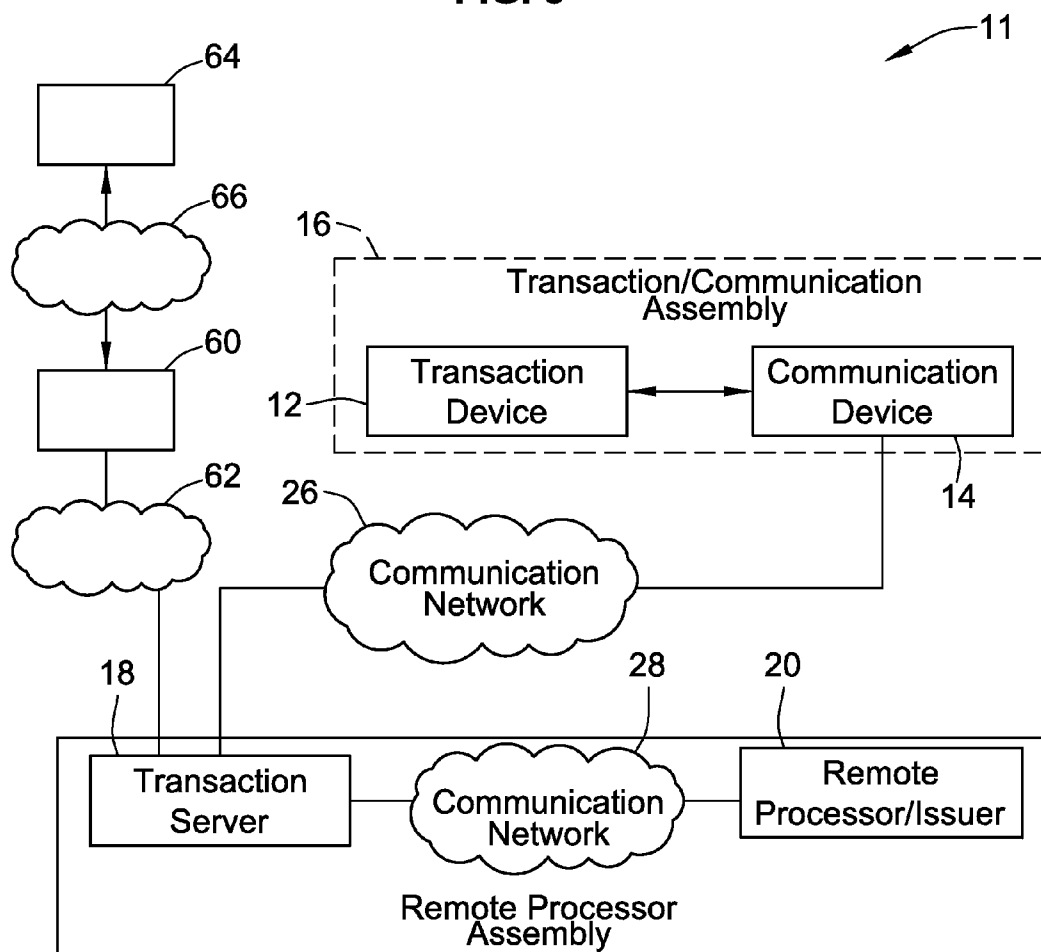 11
64
66
16
Transaction/Communication
Assembly
60
Transaction
Device
Communication
Device
12
14
62
26
Communication
Network
18
28
20
Transaction
Server
Communication
Network
Remote
Processor/Issuer
Remote Processor
Assembly